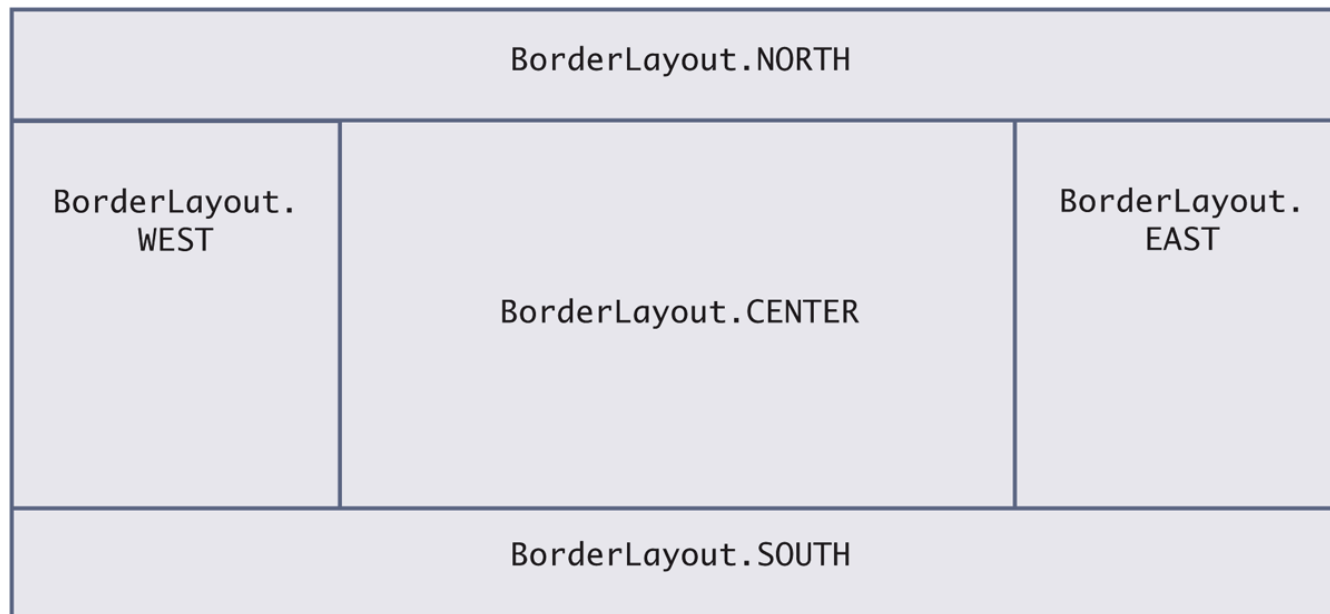 BorderLayout.NORTH
BorderLayout.
WEST
BorderLayout.CENTER
BorderLayout.
EAST
BorderLayout.SOUTH